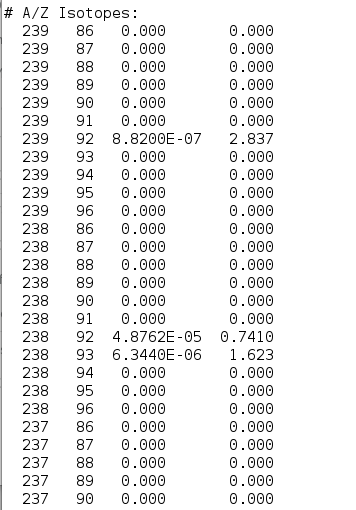 # A/Z Isotopes:
239 86 0.000 0.000
239 87 0.000 0.000
239 88 0.000 0.000
239 89 0.000 0.000
239 90 0.000 0.000
239 91 0.000 0.000
239 92 8.8200E-07 2.837
239 93 0.000 0.000
239 94 0.000 0.000
239 95 0.000 0.000
239 96 0.000 0.000
238 86 0.000 0.000
238 87 0.000 0.000
238 88 0.000 0.000
238 89 0.000 0.000
238 90 0.000 0.000
238 91 0.000 0.000
238 92 4.8762E-05 0.7410
238 93 6.3440E-06 1.623
238 94 0.000 0.000
238 95 0.000 0.000
238 96 0.000 0.000
237 86 0.000 0.000
237 87 0.000 0.000
237 88 0.000 0.000
237 89 0.000 0.000
237 90 0.000 0.000